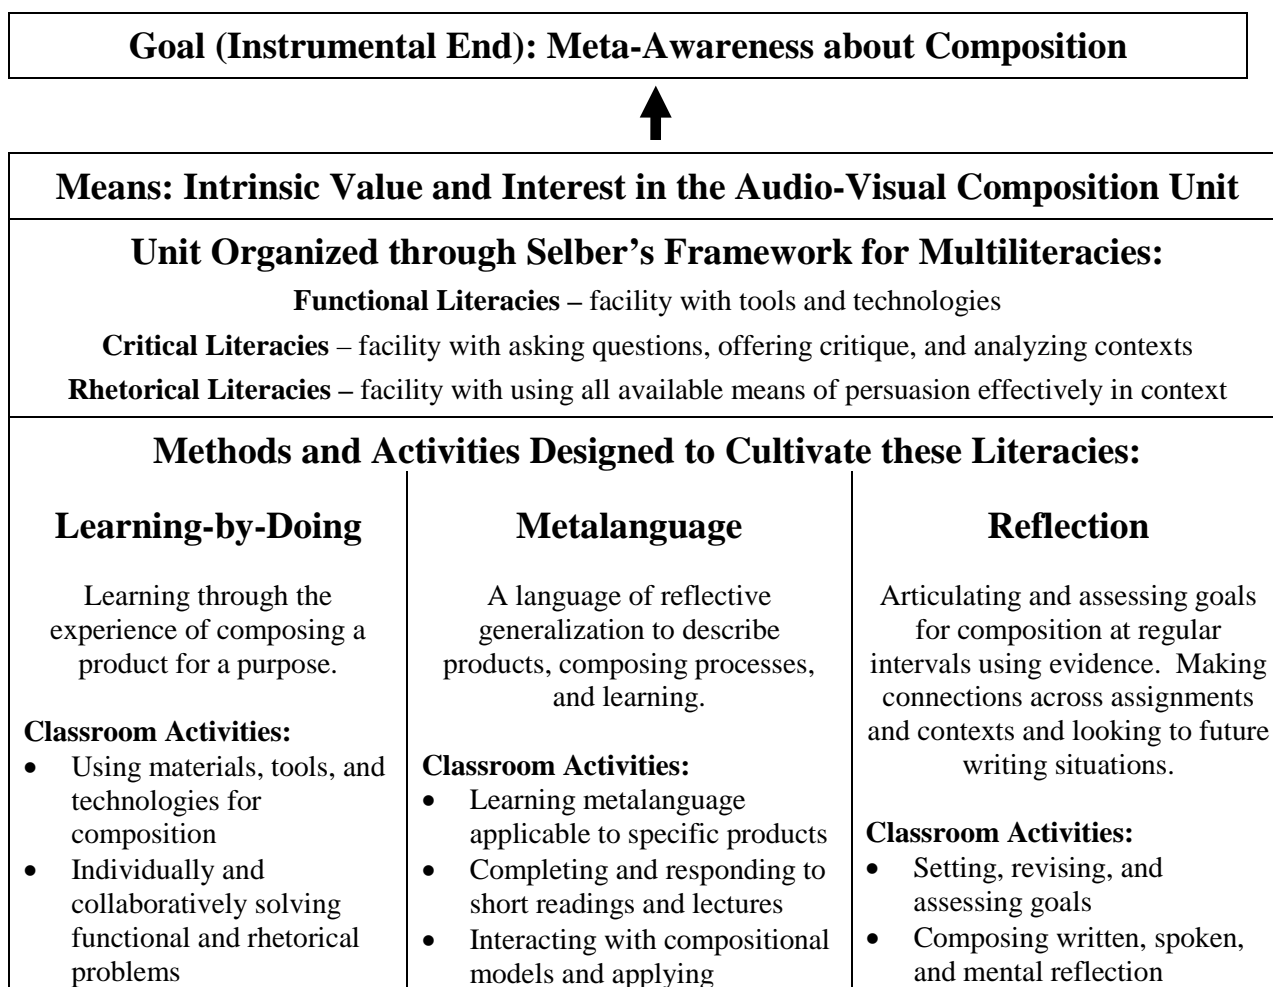 Goal (Instrumental End): Meta-Awareness about Composition
Means: Intrinsic Value and Interest in the Audio-Visual Composition Unit
Unit Organized through Selber’s Framework for Multiliteracies:
Functional Literacies – facility with tools and technologies
Critical Literacies – facility with asking questions, offering critique, and analyzing contexts
Rhetorical Literacies – facility with using all available means of persuasion effectively in context
Methods and Activities Designed to Cultivate these Literacies:
Learning-by-Doing
Learning through the
experience of composing a
product for a purpose.
Classroom Activities:
• Using materials, tools, and
technologies for
composition
• Individually and
collaboratively solving
functional and rhetorical
problems
Metalanguage
A language of reflective
generalization to describe
products, composing processes,
and learning.
Classroom Activities:
• Learning metalanguage
applicable to specific products
• Completing and responding to
short readings and lectures
• Interacting with compositional
models and applying
Reflection
Articulating and assessing goals
for composition at regular
intervals using evidence.  Making
connections across assignments
and contexts and looking to future
writing situations.
Classroom Activities:
• Setting, revising, and
assessing goals
• Composing written, spoken,
and mental reflection